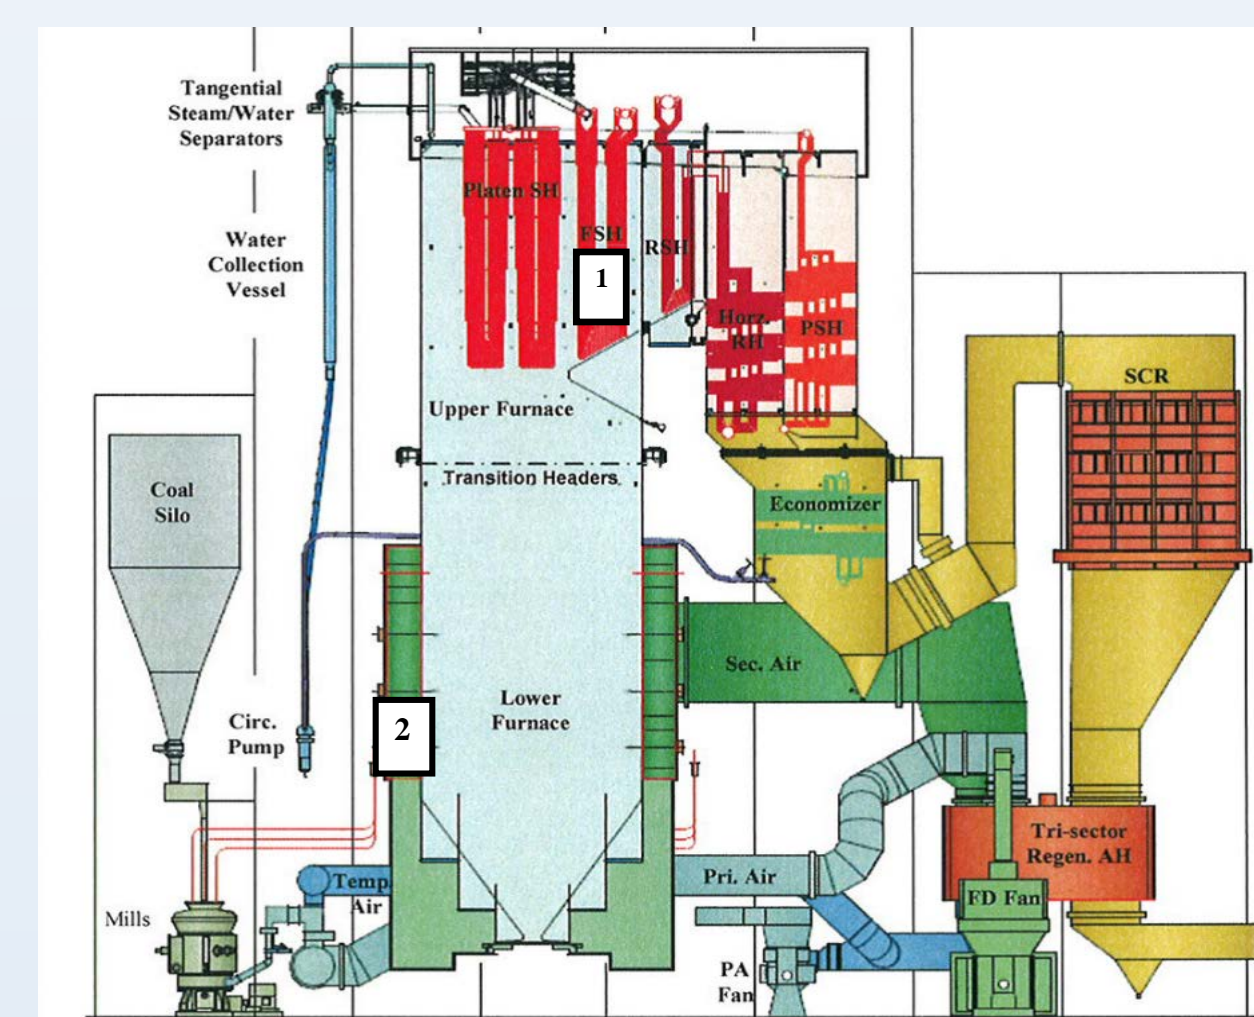 Tangential
Steam/Water
Separators
Platen SH
FSH
RSH
1
Water
Collection
Vessel
Horz.
RH
PSH
SCR
Upper Furnace
Transition Headers
Coal
Silo
Economizer
Sec. Air
Lower
Furnace
Circ.
Pump
2
Tri-sector
Regen. AH
Temp.
Air
Pri. Air
FD Fan
Mills
PA
Fan